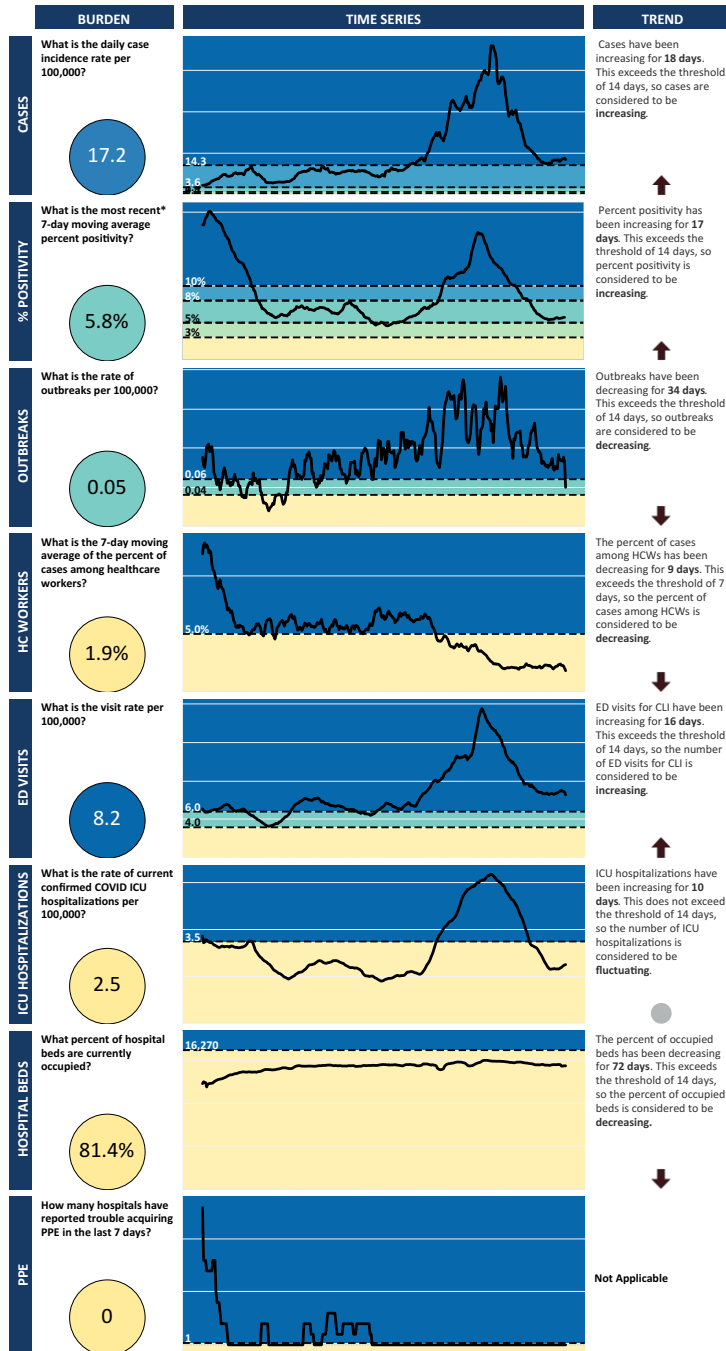 BURDEN
TIME SERIES
TREND
CASES
What is the daily case
incidence rate per
100,000?
17.2
14.3
3.6
Cases have been
increasing for 18 days.
This exceeds the threshold
of 14 days, so cases are
considered to be
increasing.
% POSITIVITY
What is the most recent*
7-day moving average
percent positivity?
5.8%
10%
8%
5%
3%
Percent positivity has
been increasing for 17
days. This exceeds the
threshold of 14 days, so
percent positivity is
considered to be
increasing.
OUTBREAKS
What is the rate of
outbreaks per 100,000?
0.05
0.06
0.04
Outbreaks have been
decreasing for 34 days.
This exceeds the threshold
of 14 days, so outbreaks
are considered to be
decreasing.
HC WORKERS
What is the 7-day moving
average of the percent of
cases among healthcare
workers?
1.9%
5.0%
The percent of cases
among HCWs has been
decreasing for 9 days. This
exceeds the threshold of 7
days, so the percent of
cases among HCWs is
considered to be
decreasing.
ED VISITS
What is the visit rate per
100,000?
8.2
6.0
4.0
ED visits for CLI have been
increasing for 16 days.
This exceeds the threshold
of 14 days, so the number
of ED visits for CLI is
considered to be
increasing.
ICU HOSPITALIZATIONS
What is the rate of current
confirmed COVID ICU
hospitalizations per
100,000?
2.5
3.5
ICU hospitalizations have
been increasing for 10
days. This does not exceed
the threshold of 14 days,
so the number of ICU
hospitalizations is
considered to be
fluctuating.
HOSPITAL BEDS
What percent of hospital
beds are currently
occupied?
81.4%
16,270
The percent of occupied
beds has been decreasing
for 72 days. This exceeds
the threshold of 14 days,
so the percent of occupied
beds is considered to be
decreasing.
PPE
How many hospitals have
reported trouble acquiring
PPE in the last 7 days?
0
1
Not Applicable